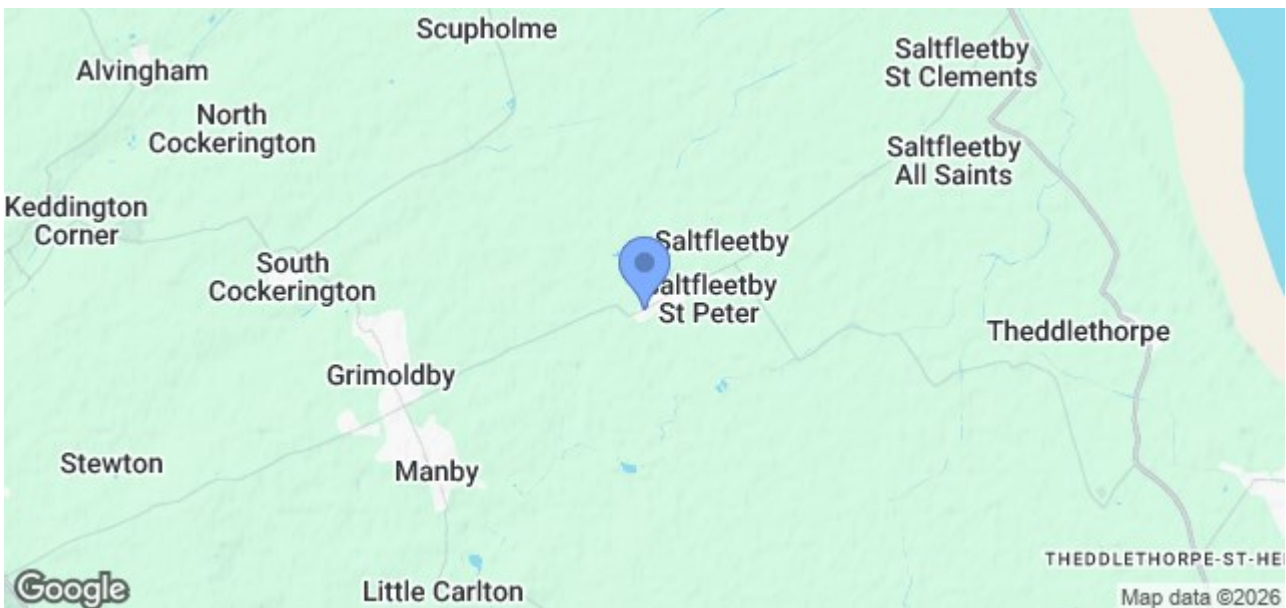 Scupholme
Saltfleetby
St Clements
Alvingham
North
Cockerington
Saltfleetby
All Saints
Keddington
Corner
Saltfleetby
South
Cockerington
altfleetby
St Peter
Theddlethorpe
Grimoldby
Stewton
Manby
THEDDLETHORPE-ST-HE
Little Carlton
Google
Map data ©2026